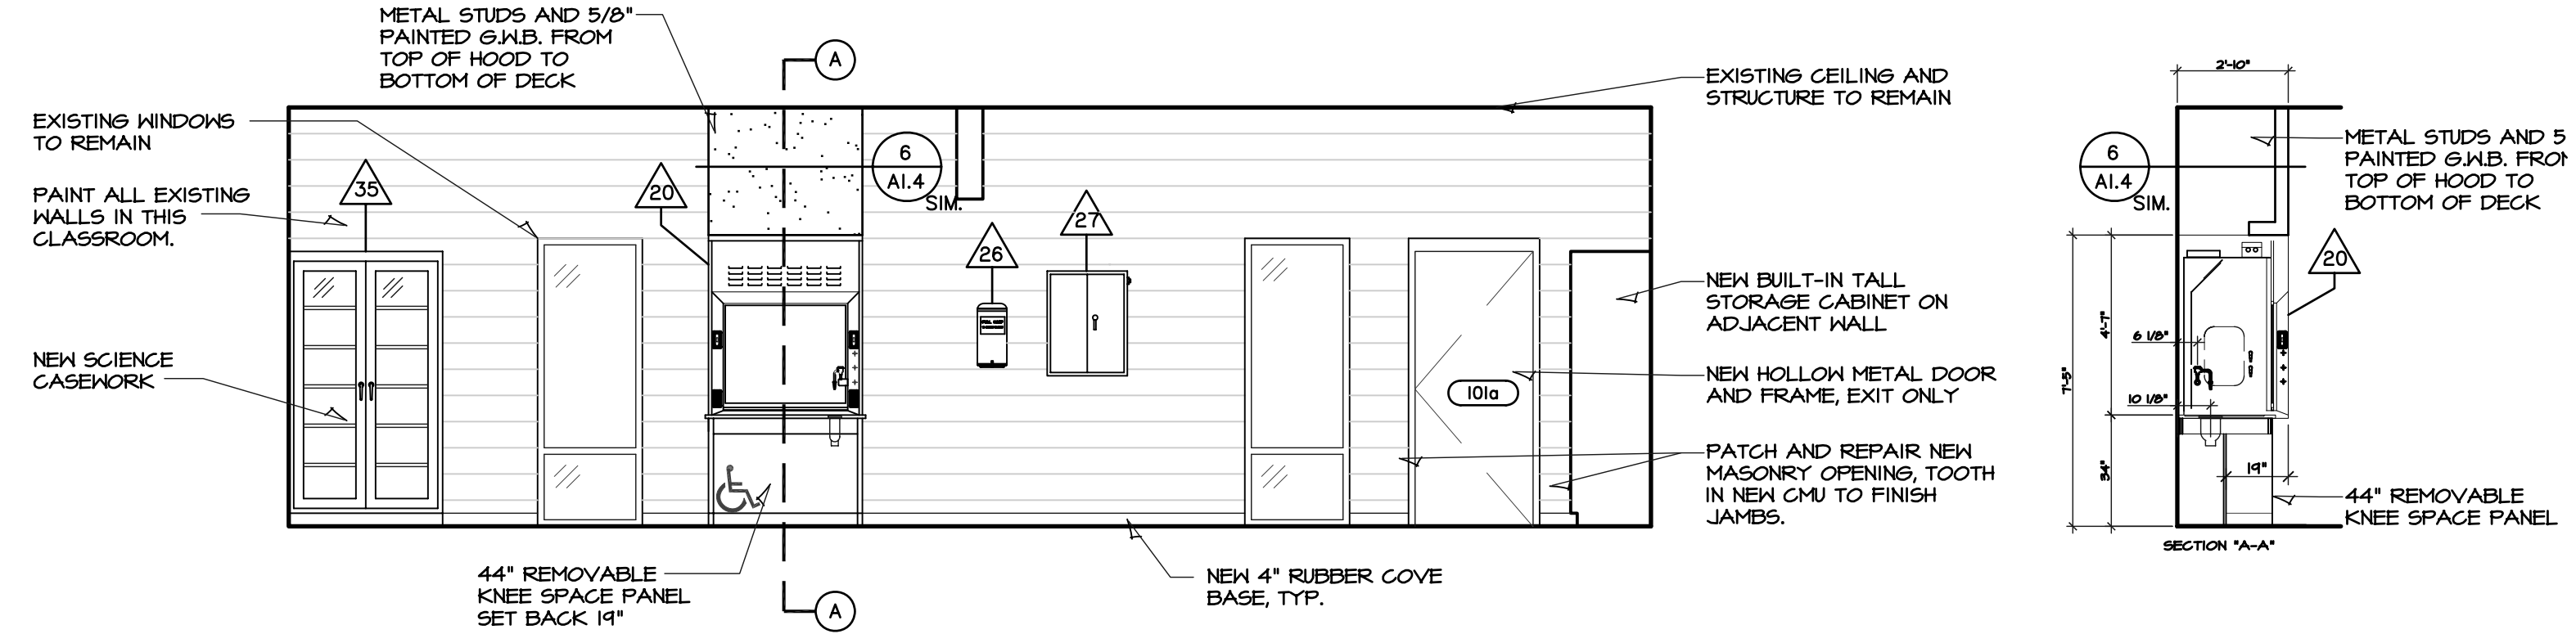 METAL STUDS AND 5/8"
PAINTED G.W.B. FROM
TOP OF HOOD TO
BOTTOM OF DECK
A
EXISTING CEILING AND
STRUCTURE TO REMAIN
2'-10"
EXISTING WINDOWS
TO REMAIN
METAL STUDS AND 5
PAINTED G.W.B. FROM
TOP OF HOOD TO
BOTTOM OF DECK
6
A1.4
SIM.
6
A1.4
SIM.
35
20
27
26
20
PAINT ALL EXISTING
WALLS IN THIS
CLASSROOM.
NEW BUILT-IN TALL
STORAGE CABINET ON
ADJACENT WALL
NEW SCIENCE
CASEWORK
NEW HOLLOW METAL DOOR
AND FRAME, EXIT ONLY
101a
4'-7"
7'-5"
6 1/8"
10 1/8"
34"
19"
PATCH AND REPAIR NEW
MASONRY OPENING, TOOTH
IN NEW CMU TO FINISH
JAMBS.
44" REMOVABLE
KNEE SPACE PANEL
SECTION "A-A"
44" REMOVABLE
KNEE SPACE PANEL
SET BACK 19"
A
NEW 4" RUBBER COVE
BASE, TYP.